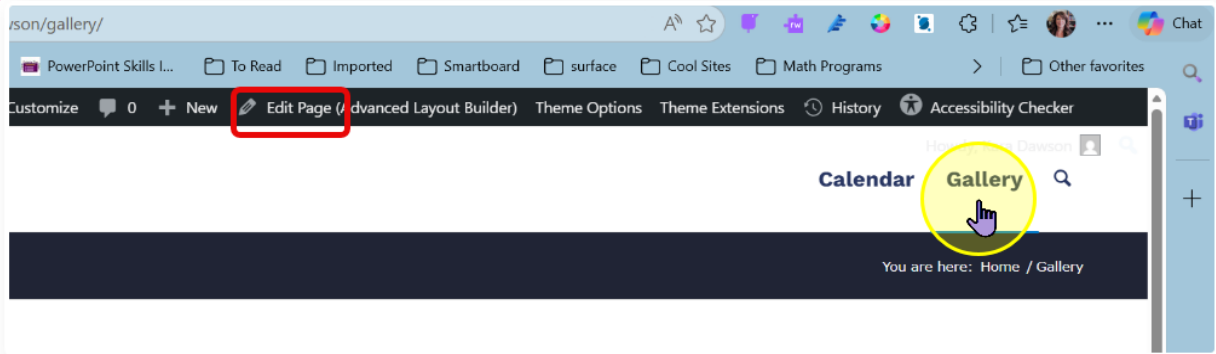 wson/gallery/
Chat
PowerPoint Skills I... To Read Imported Smartboard surface Cool Sites Math Programs Other favorites
Customize 0 New Edit Page (Advanced Layout Builder) Theme Options Theme Extensions History Accessibility Checker
Howdy, Dawson
Calendar Gallery
You are here: Home / Gallery